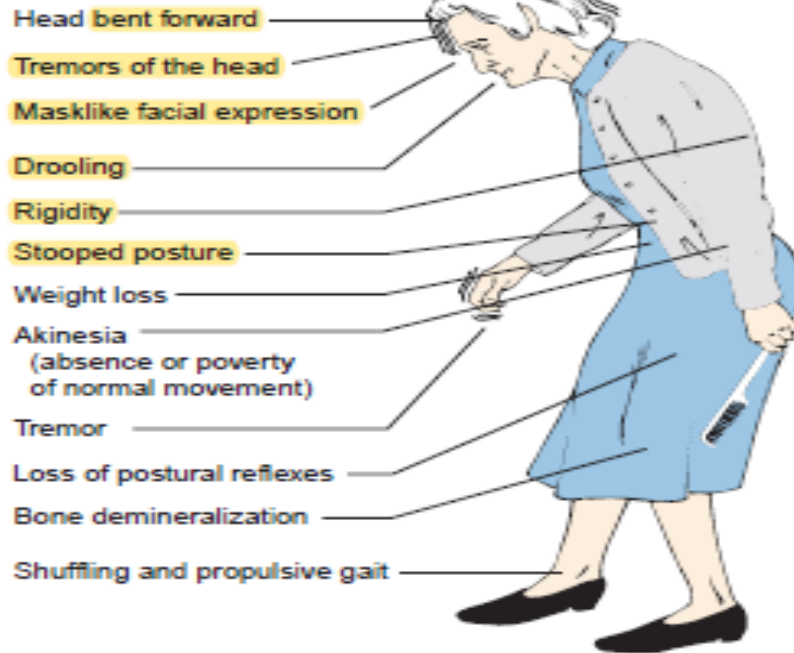 Head bent forward
Tremors of the head
Masklike facial expression
Drooling
Rigidity
Stooped posture
Weight loss
Akinesia
(absence or poverty
of normal movement)
Tremor
Loss of postural reflexes
Bone demineralization
Shuffling and propulsive gait